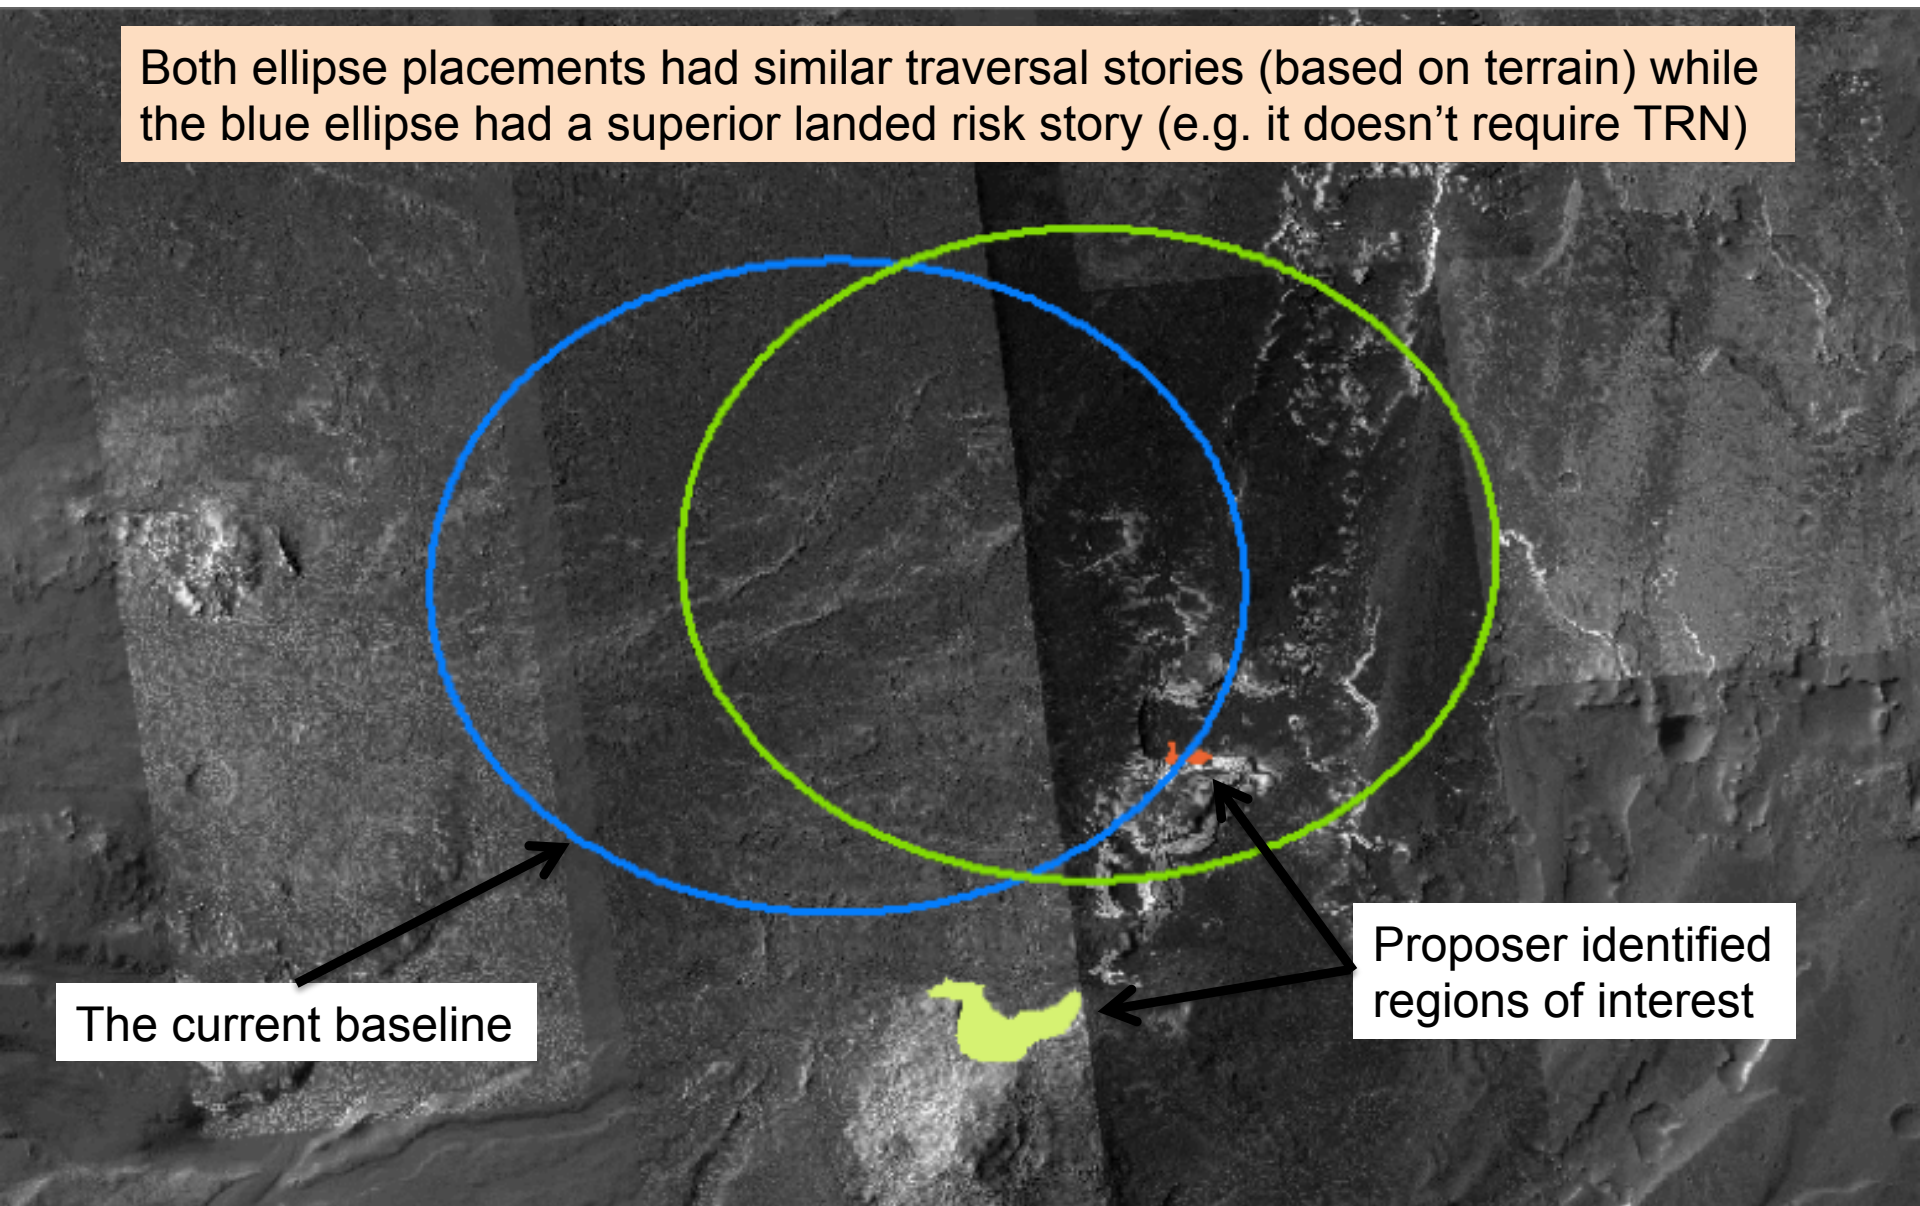 Both ellipse placements had similar traversal stories (based on terrain) while
the blue ellipse had a superior landed risk story (e.g. it doesn’t require TRN)
The current baseline
Proposer identified
regions of interest